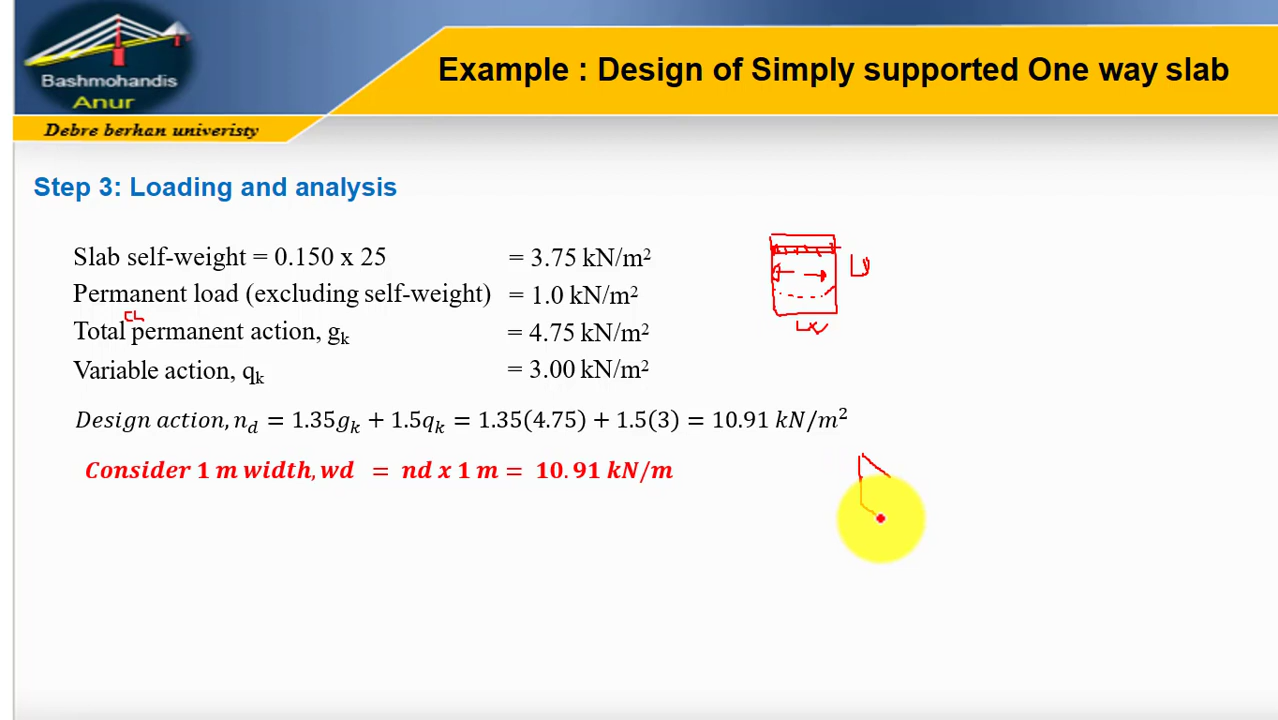 Bashmohandis
Anur
Debre berhan univeristy
Example : Design of Simply supported One way slab
Step 3: Loading and analysis
Slab self-weight = 0.150 x 25 = 3.75 kN/m²
Permanent load (excluding self-weight) = 1.0 kN/m²
Total permanent action, gk = 4.75 kN/m²
Variable action, qk = 3.00 kN/m²
Design action, nd = 1.35gk + 1.5qk = 1.35(4.75) + 1.5(3) = 10.91 kN/m²
Consider 1 m width, wd = nd x 1 m = 10.91 kN/m